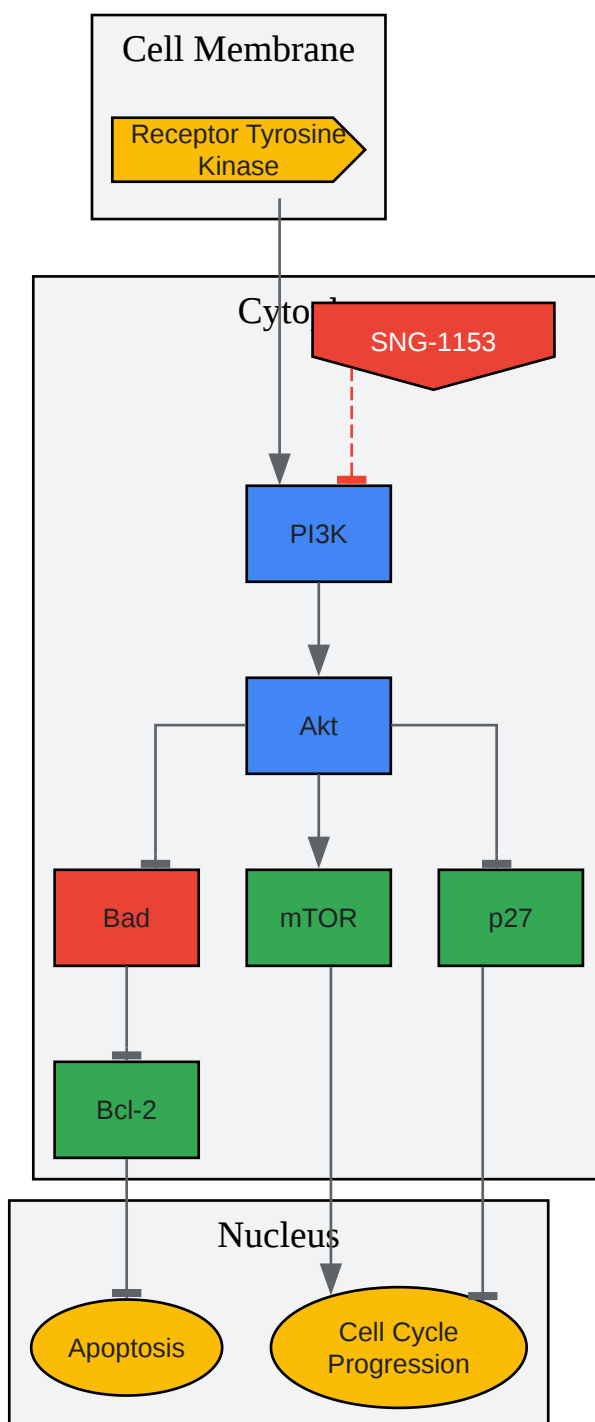 Cell Membrane
Receptor Tyrosine
Kinase
SNG-1153
PI3K
Akt
Bad
mTOR
p27
Bcl-2
Nucleus
Apoptosis
Cell Cycle
Progression